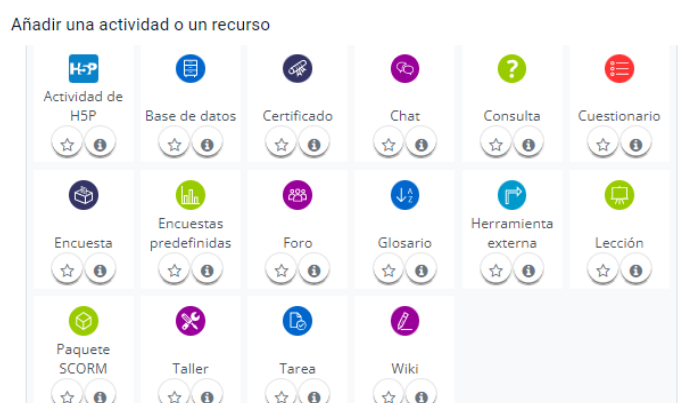 Añadir una actividad o un recurso
H5P
Actividad de
H5P
Base de datos
Certificado
Chat
Consulta
Cuestionario
Encuesta
Encuestas
predefinidas
Foro
Glosario
Herramienta
externa
Lección
Paquete
SCORM
Taller
Tarea
Wiki